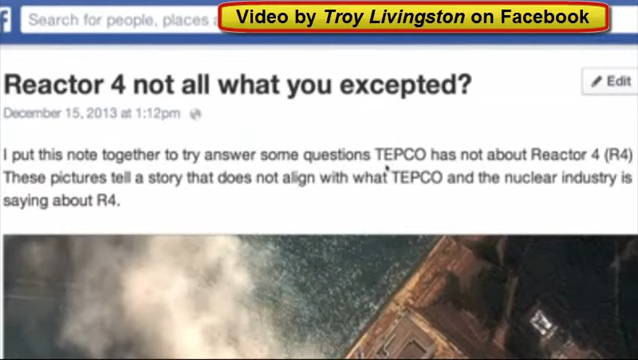 Search for people, places a
Video by Troy Livingston on Facebook
Reactor 4 not all what you excepted?
Edit
December 15, 2013 at 1:12pm
I put this note together to try answer some questions TEPCO has not about Reactor 4 (R4)
These pictures tell a story that does not align with what TEPCO and the nuclear industry is
saying about R4.